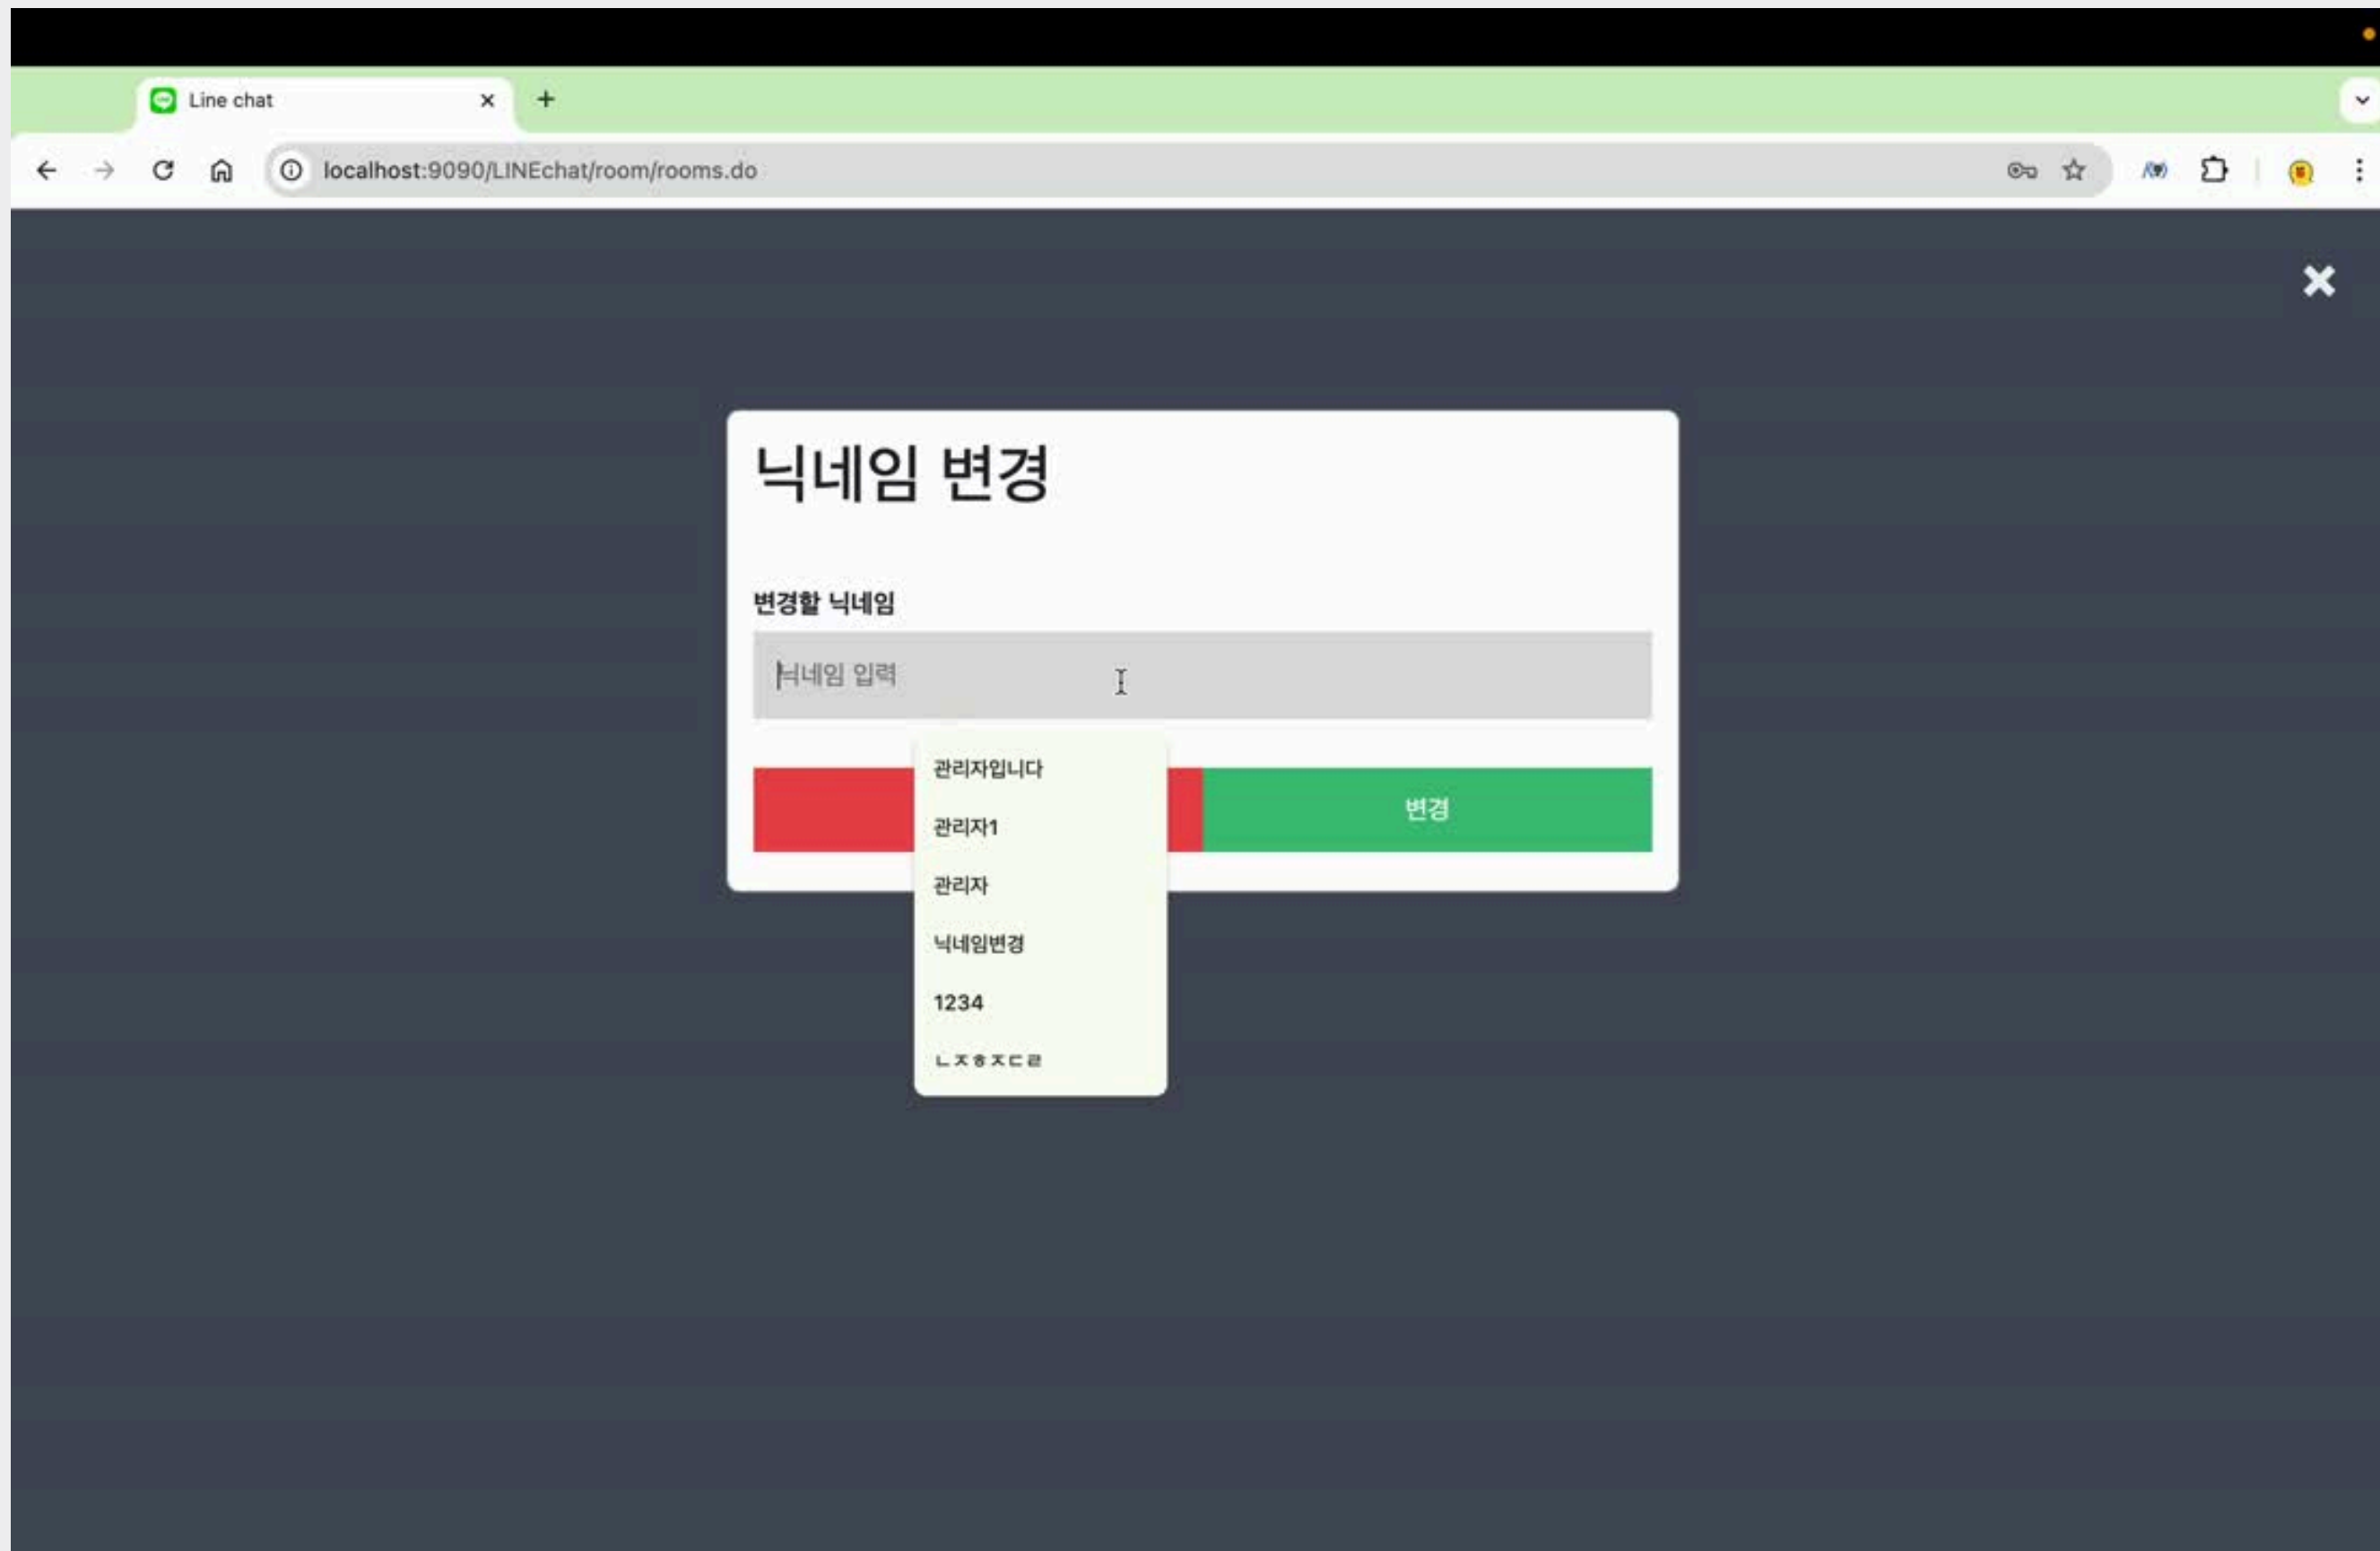 Line chat
localhost:9090/LINEchat/room/rooms.do
닉네임 변경
변경할 닉네임
닉네임 입력
관리자입니다
변경
관리자1
관리자
닉네임변경
1234
ㄴㅈㅎㅈㄷㄹ